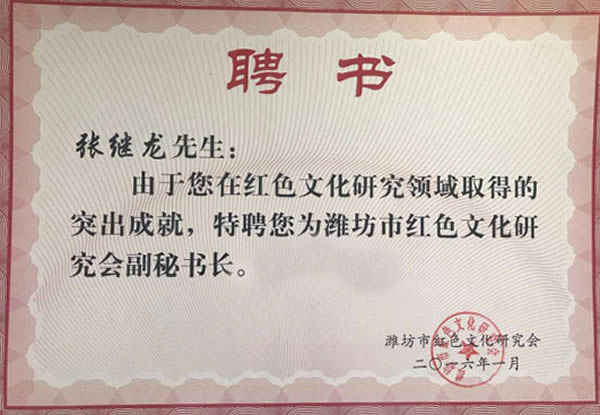 聘书
张继龙先生：
由于您在红色文化研究领域取得的
突出成就，特聘您为潍坊市红色文化研
究会副秘书长。
潍坊市红色文化研究会
二〇一六年一月